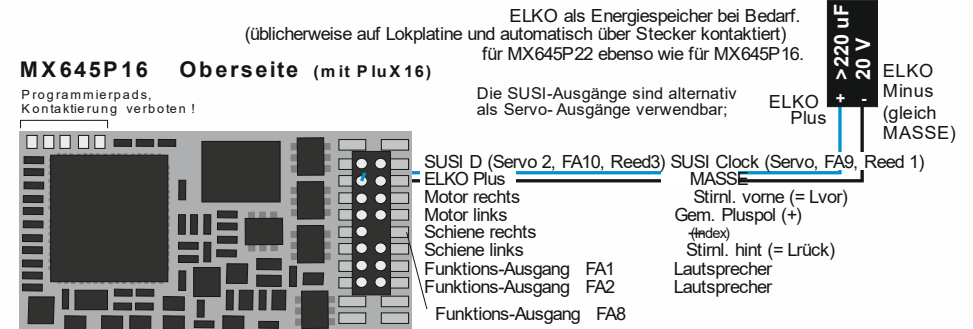 ELKO als Energiespeicher bei Bedarf.
(üblicherweise auf Lokplatine und automatisch über Stecker kontaktiert)
für MX645P22 ebenso wie für MX645P16.
MX645P16 Oberseite (mit PluX16)
Programmierpads,
Kontaktierung verboten !
Die SUSI-Ausgänge sind alternativ
als Servo- Ausgänge verwendbar;
ELKO
Plus
+ >220 uF
- 20 V
ELKO
Minus
(gleich
MASSE)
SUSI D (Servo 2, FA10, Reed3) SUSI Clock (Servo, FA9, Reed 1)
ELKO Plus MASSE
Motor rechts Stirnl. vorne (= Lvor)
Motor links Gem. Pluspol (+)
Schiene rechts (Index)
Schiene links Stirnl. hint (= Lrück)
Funktions-Ausgang FA1 Lautsprecher
Funktions-Ausgang FA2 Lautsprecher
Funktions-Ausgang FA8